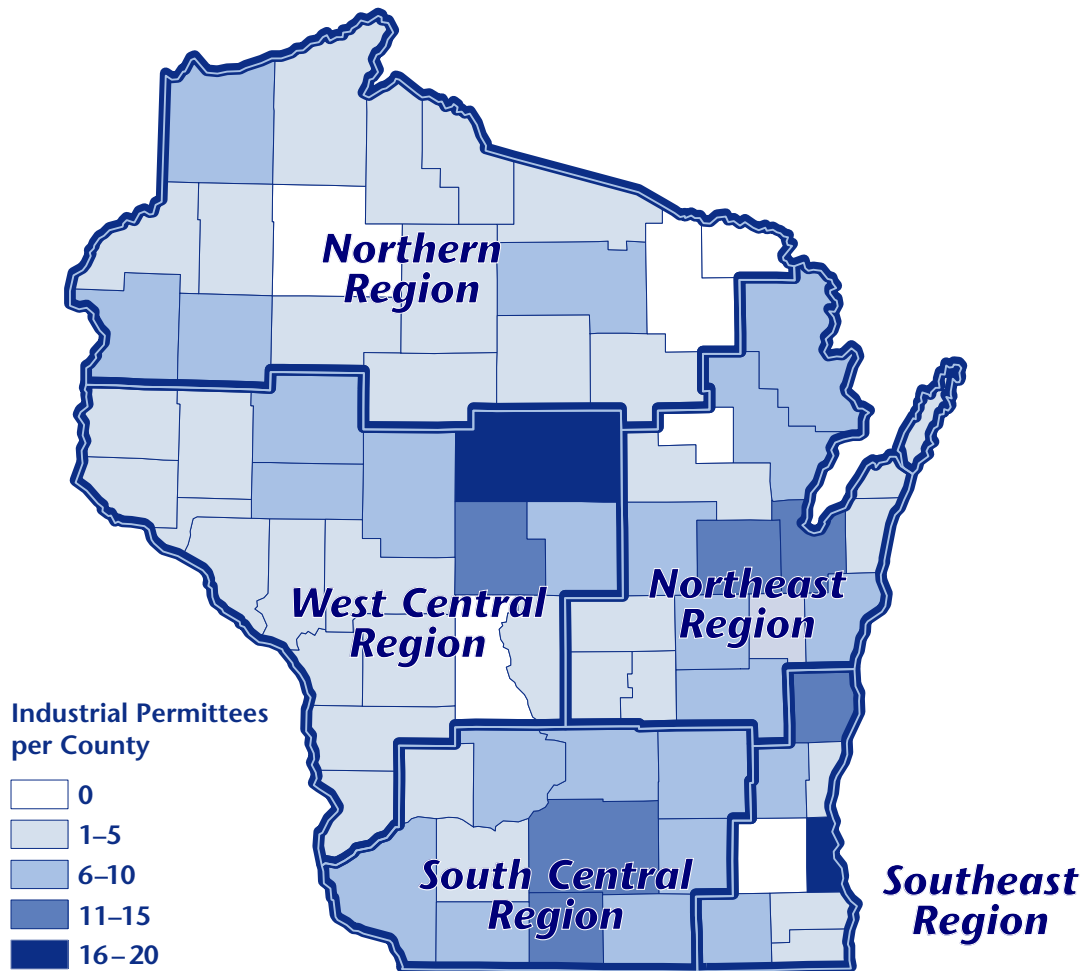 Northern
Region
West Central
Region
Northeast
Region
Industrial Permittees
per County
0
1–5
6–10
11–15
16–20
South Central
Region
Southeast
Region